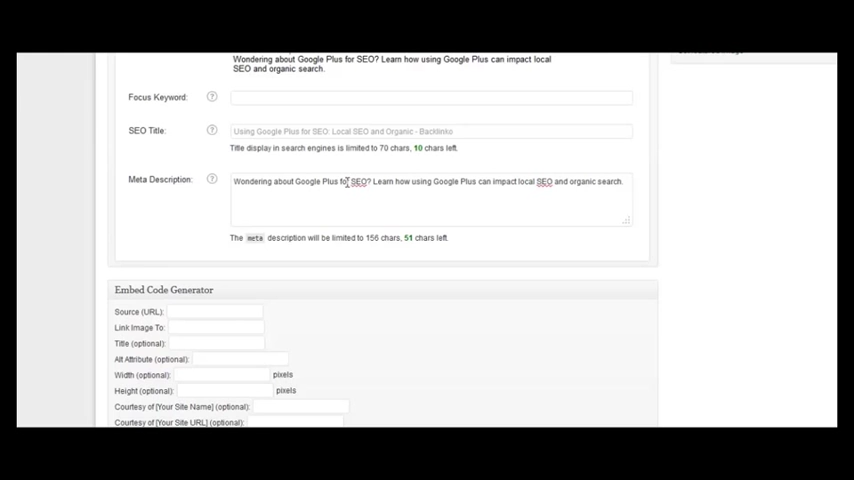 Wondering about Google Plus for SEO? Learn how using Google Plus can impact local
SEO and organic search.
Focus Keyword: ?
SEO Title: ? Using Google Plus for SEO: Local SEO and Organic - Backlinko
Title display in search engines is limited to 70 chars, 10 chars left.
Meta Description: ? Wondering about Google Plus for SEO? Learn how using Google Plus can impact local SEO and organic search.
The meta description will be limited to 156 chars, 51 chars left.
Embed Code Generator
Source (URL):
Link Image To:
Title (optional):
Alt Attribute (optional):
Width (optional): pixels
Height (optional): pixels
Courtesy of [Your Site Name] (optional):
Courtesy of [Your Site URL] (optional):